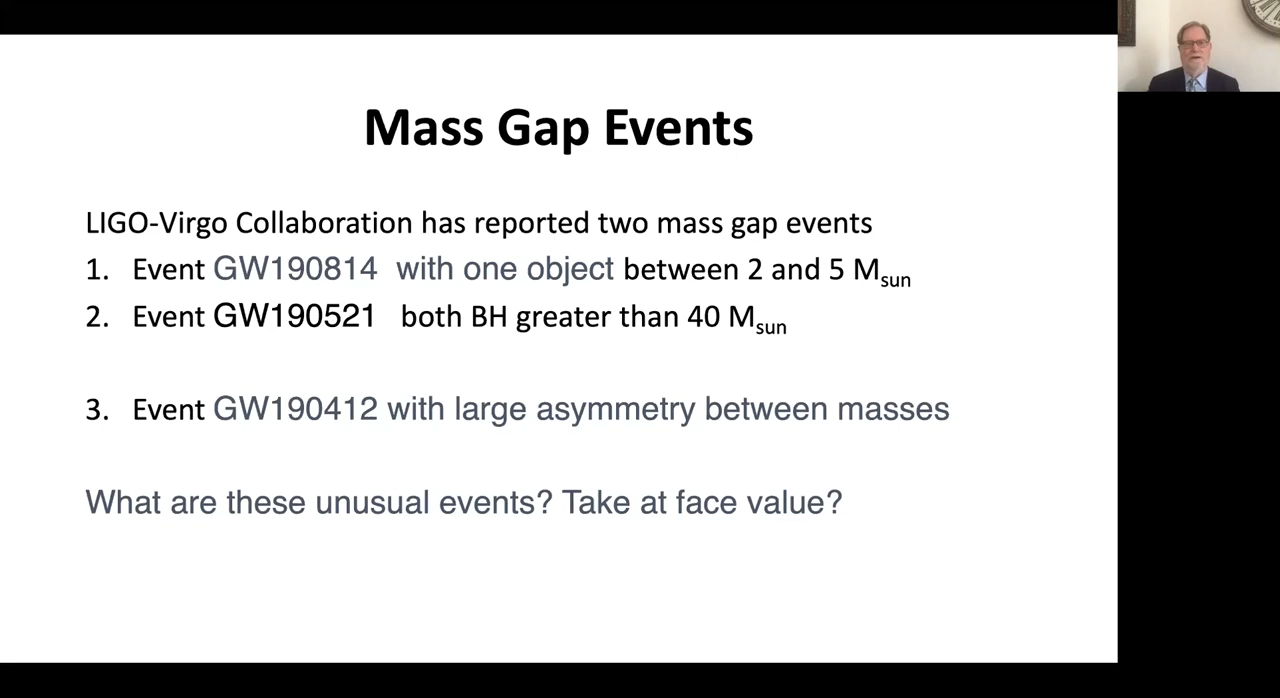 Mass Gap Events
LIGO-Virgo Collaboration has reported two mass gap events
1. Event GW190814 with one object between 2 and 5 Msun
2. Event GW190521 both BH greater than 40 Msun
3. Event GW190412 with large asymmetry between masses
What are these unusual events? Take at face value?